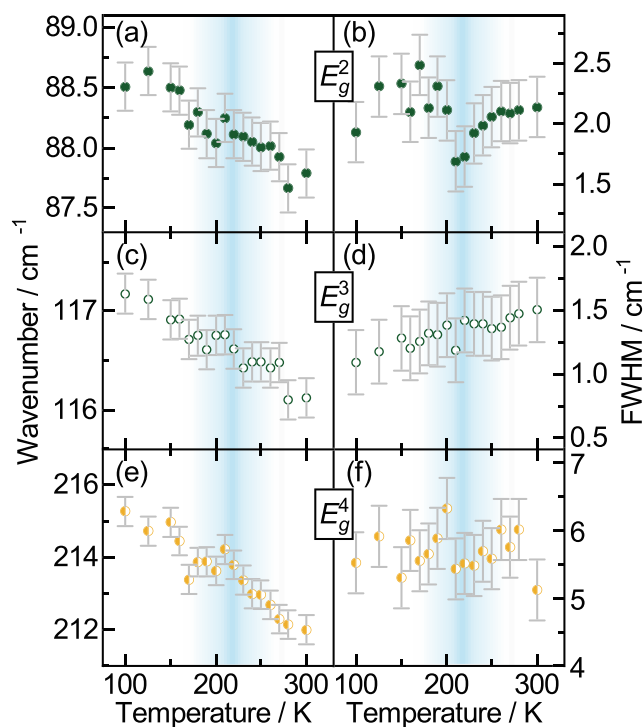 (a)
89.0
88.5
88.0
87.5
(b)
E_g^2
2.5
2.0
1.5
(c)
117
116
(d)
E_g^3
2.0
1.5
1.0
0.5
(e)
216
214
212
(f)
E_g^4
7
6
5
4
Wavenumber / cm ⁻¹
FWHM / cm ⁻¹
100 200 300
100 200 300
Temperature / K
Temperature / K